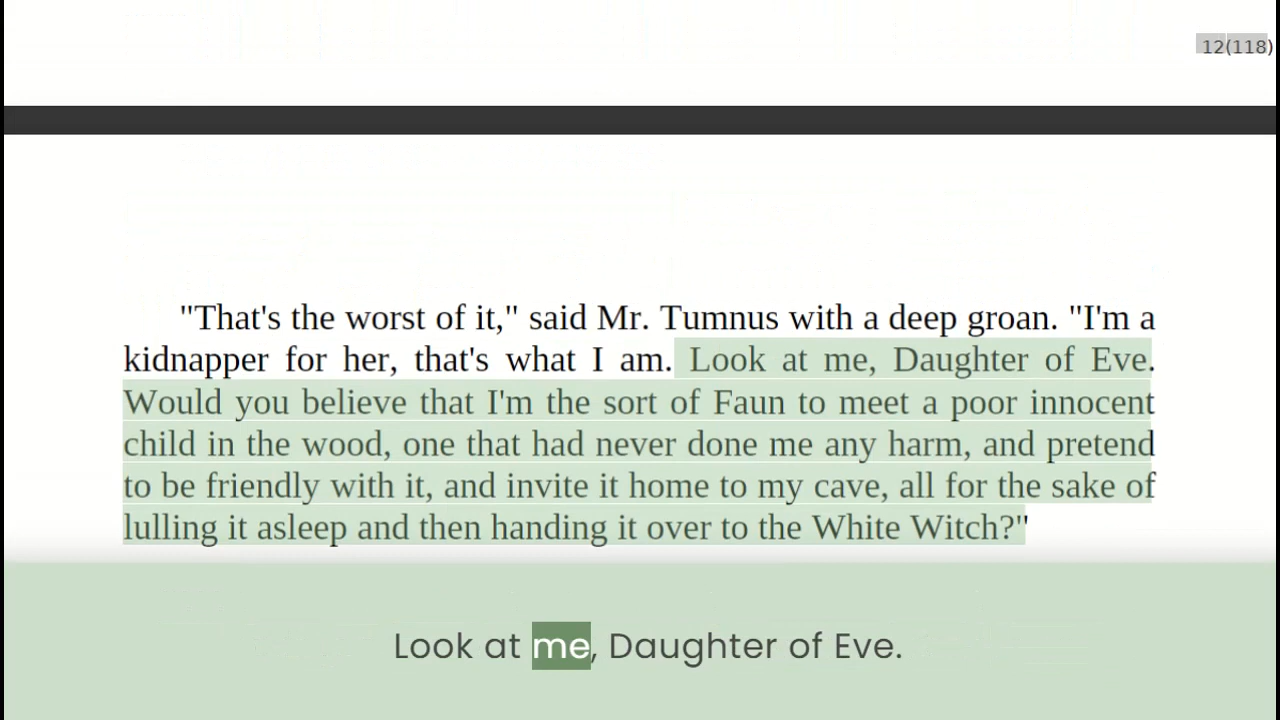 12(118)
"That's the worst of it," said Mr. Tumnus with a deep groan. "I'm a
kidnapper for her, that's what I am. Look at me, Daughter of Eve.
Would you believe that I'm the sort of Faun to meet a poor innocent
child in the wood, one that had never done me any harm, and pretend
to be friendly with it, and invite it home to my cave, all for the sake of
lulling it asleep and then handing it over to the White Witch?"
Look at me, Daughter of Eve.